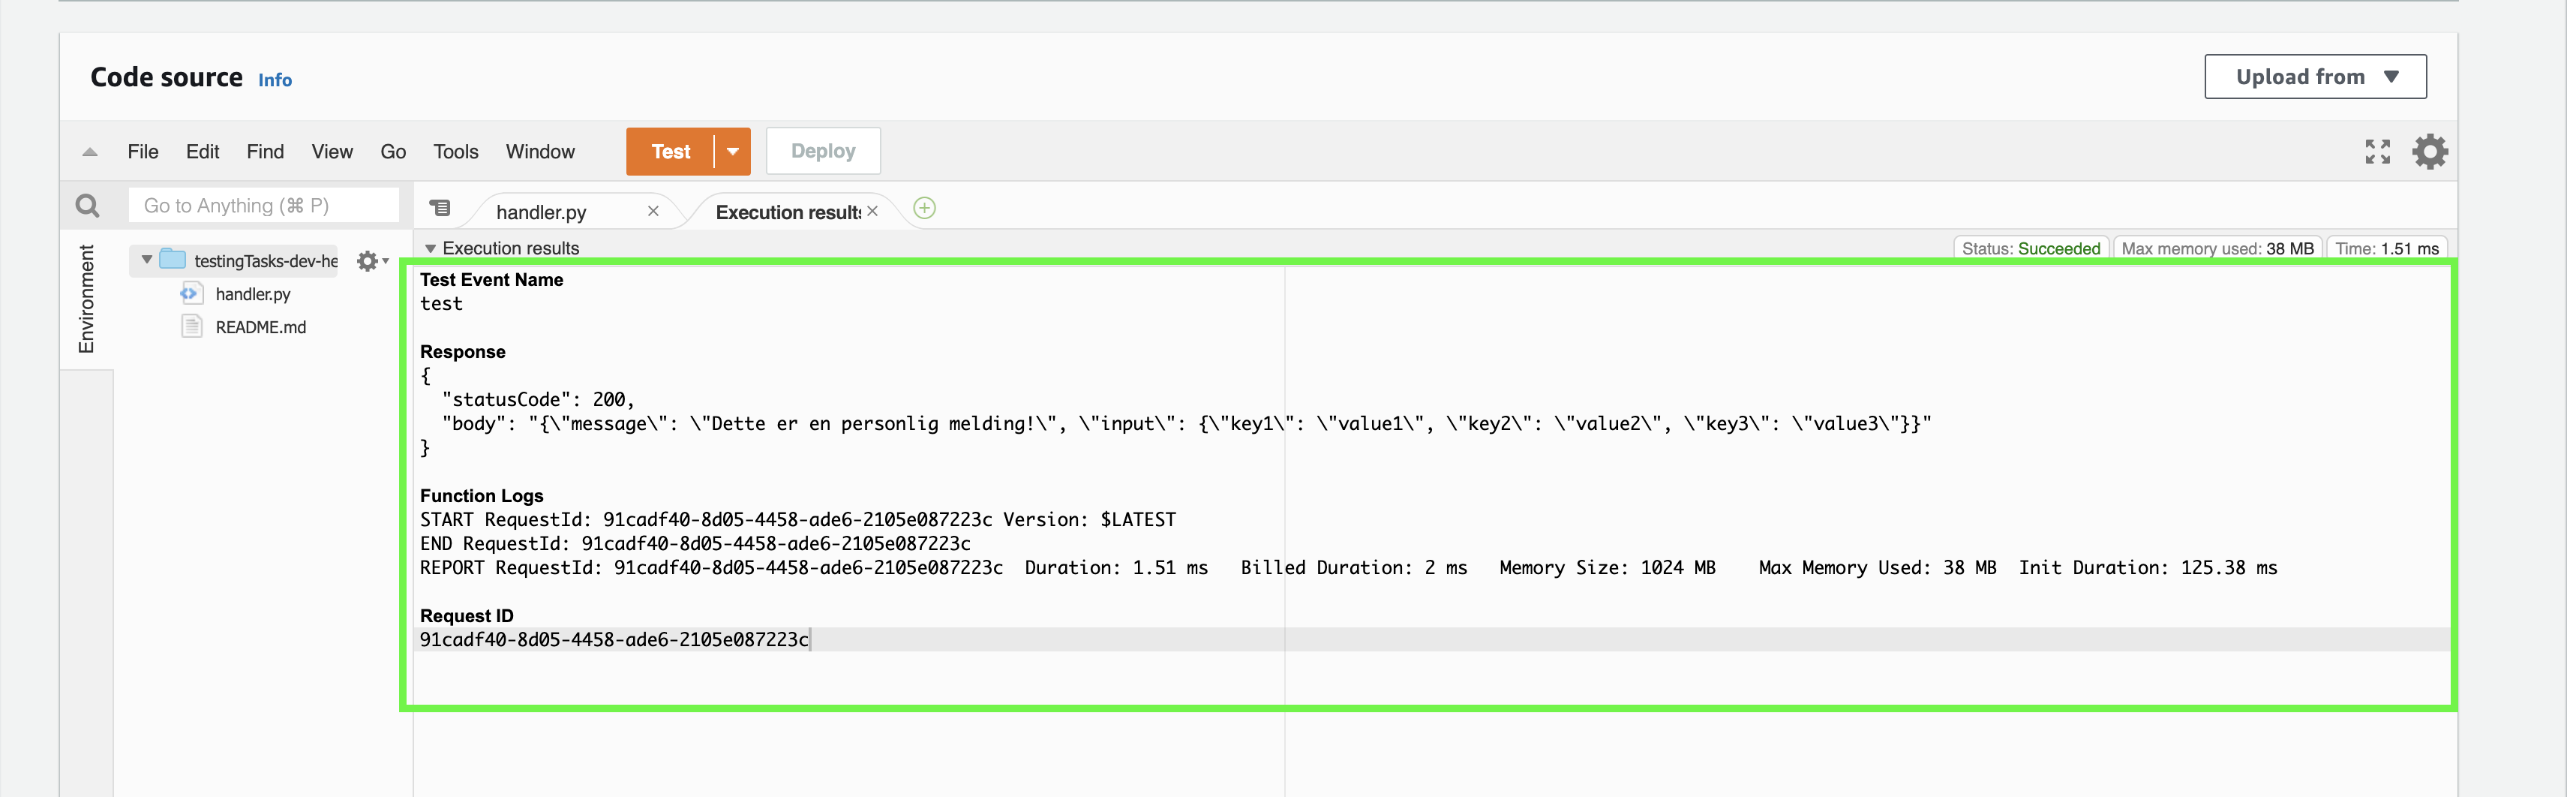 Code source Info
Upload from
File Edit Find View Go Tools Window Test Deploy
Go to Anything (⌘ P)
handler.py
Execution results
Environment
testingTasks-dev-he
handler.py
README.md
Execution results
Status: Succeeded Max memory used: 38 MB Time: 1.51 ms
Test Event Name
test
Response
{
"statusCode": 200,
"body": "{\"message\": \"Dette er en personlig melding!\", \"input\": {\"key1\": \"value1\", \"key2\": \"value2\", \"key3\": \"value3\"}}"
}
Function Logs
START RequestId: 91cadf40-8d05-4458-ade6-2105e087223c Version: $LATEST
END RequestId: 91cadf40-8d05-4458-ade6-2105e087223c
REPORT RequestId: 91cadf40-8d05-4458-ade6-2105e087223c Duration: 1.51 ms Billed Duration: 2 ms Memory Size: 1024 MB Max Memory Used: 38 MB Init Duration: 125.38 ms
Request ID
91cadf40-8d05-4458-ade6-2105e087223c